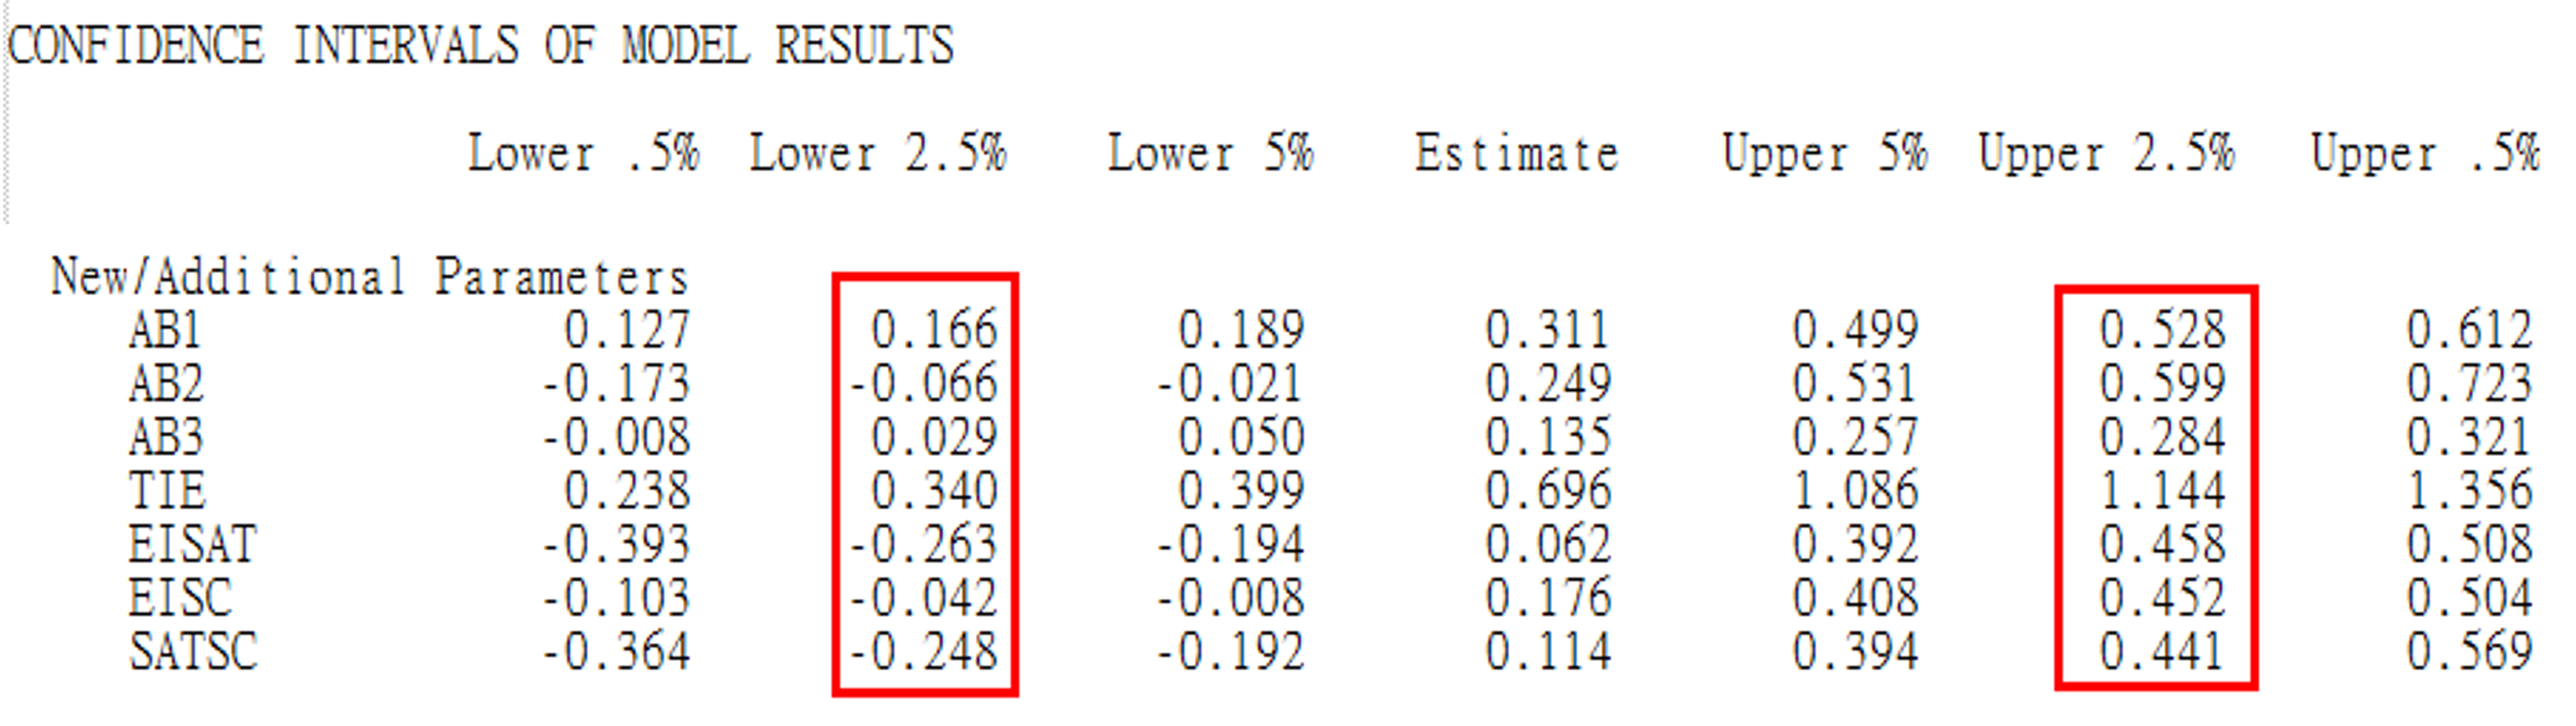 CONFIDENCE INTERVALS OF MODEL RESULTS
Lower .5% Lower 2.5% Lower 5% Estimate Upper 5% Upper 2.5% Upper .5%
New/Additional Parameters
AB1 0.127 0.166 0.189 0.311 0.499 0.528 0.612
AB2 -0.173 -0.066 -0.021 0.249 0.531 0.599 0.723
AB3 -0.008 0.029 0.050 0.135 0.257 0.284 0.321
TIE 0.238 0.340 0.399 0.696 1.086 1.144 1.356
EISAT -0.393 -0.263 -0.194 0.062 0.392 0.458 0.508
EISC -0.103 -0.042 -0.008 0.176 0.408 0.452 0.504
SATSC -0.364 -0.248 -0.192 0.114 0.394 0.441 0.569